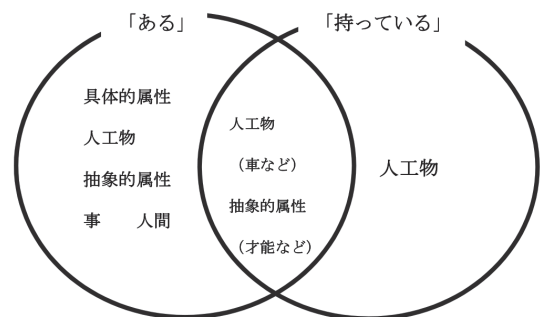 「ある」
「持っている」
具体的属性
人工物
抽象的属性
事　　人間
人工物
（車など）
抽象的属性
（才能など）
人工物